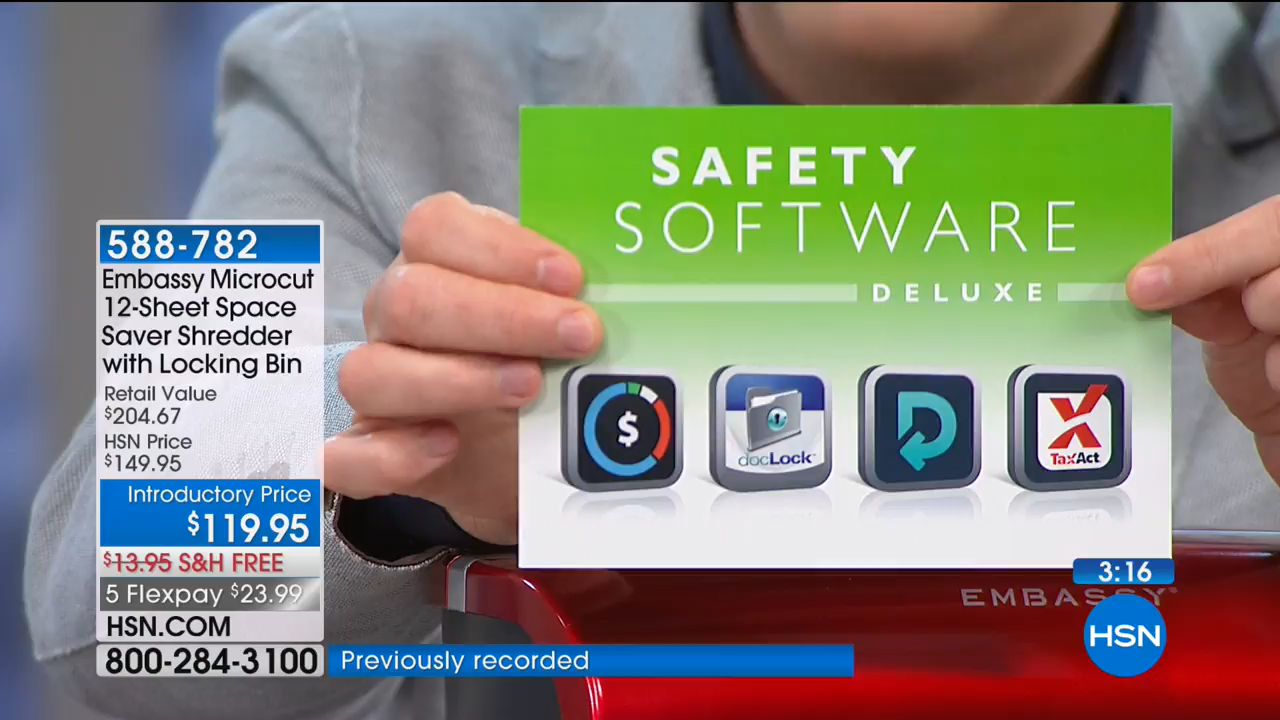 588-782
Embassy Microcut
12-Sheet Space
Saver Shredder
with Locking Bin
Retail Value
$204.67
HSN Price
$149.95
Introductory Price
$119.95
$13.95 S&H FREE
5 Flexpay $23.99
HSN.COM
800-284-3100
Previously recorded
SAFETY
SOFTWARE
DELUXE
$
docLock
TaxAct
EMBASSY
3:16
HSN